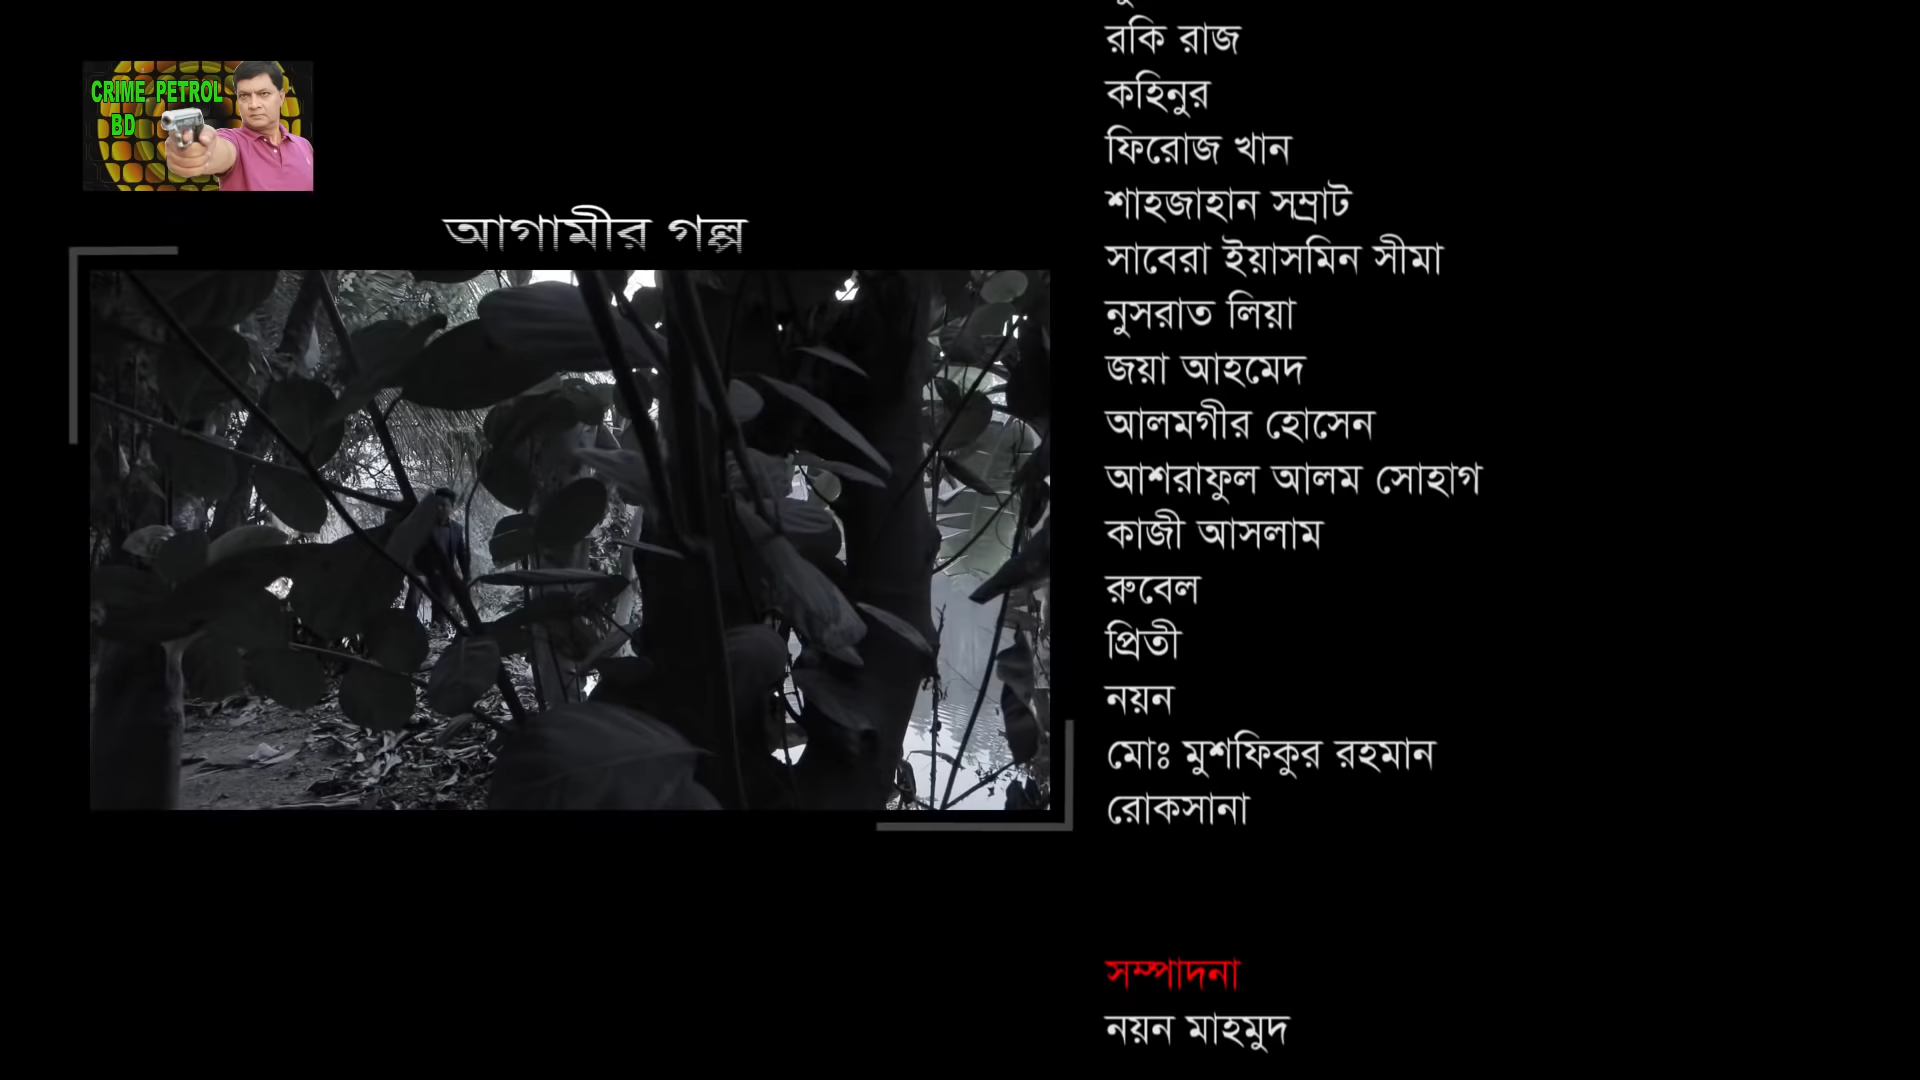 CRIME PETROL
BD
আগামীর গল্প
রকি রাজ
কহিনুর
ফিরোজ খান
শাহজাহান সম্রাট
সাবেরা ইয়াসমিন সীমা
নুসরাত লিয়া
জয়া আহমেদ
আলমগীর হোসেন
আশরাফুল আলম সোহাগ
কাজী আসলাম
রুবেল
প্রিতী
নয়ন
মোঃ মুশফিকুর রহমান
রোকসানা
সম্পাদনা
নয়ন মাহমুদ